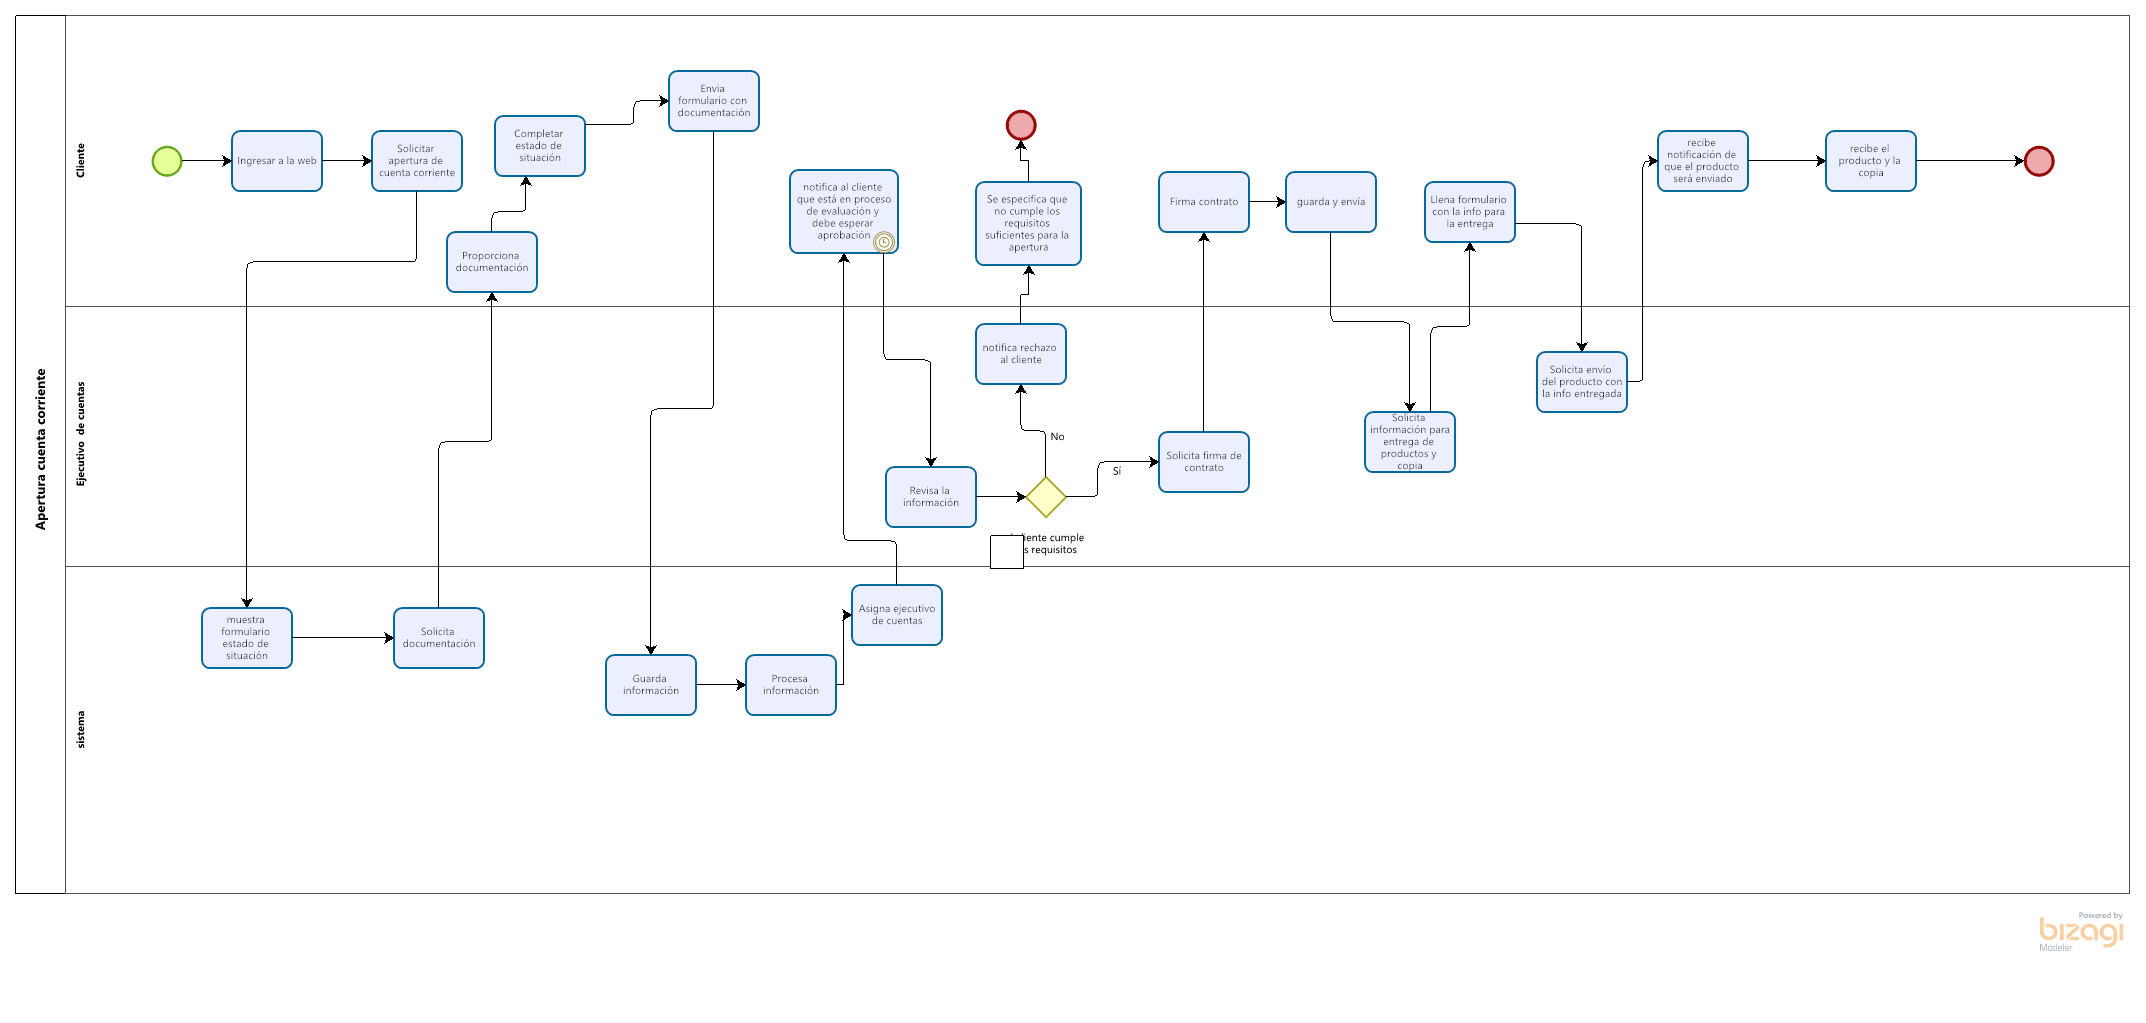 Apertura cuenta corriente
Cliente
Ingresar a la web
Solicitar
apertura de
cuenta corriente
Completar
estado de
situación
Envia
formulario con
documentación
Proporciona
documentación
notifica al cliente
que está en proceso
de evaluación y
debe esperar
aprobación
Se especifica que
no cumple los
requisitos
suficientes para la
apertura
Firma contrato
guarda y envía
Llena formulario
con la info para
la entrega
recibe
notificación de
que el producto
será enviado
recibe el
producto y la
copia
Ejecutivo de cuentas
notifica rechazo
al cliente
No
Revisa la
información
Sí
Solicita firma de
contrato
Solicita
información para
entrega de
productos y
copia
Solicita envío
del producto con
la info entregada
cumple
requisitos
sistema
muestra
formulario
estado de
situación
Solicita
documentación
Guarda
información
Procesa
información
Asigna ejecutivo
de cuentas
Powered by
bizagi
Modeler